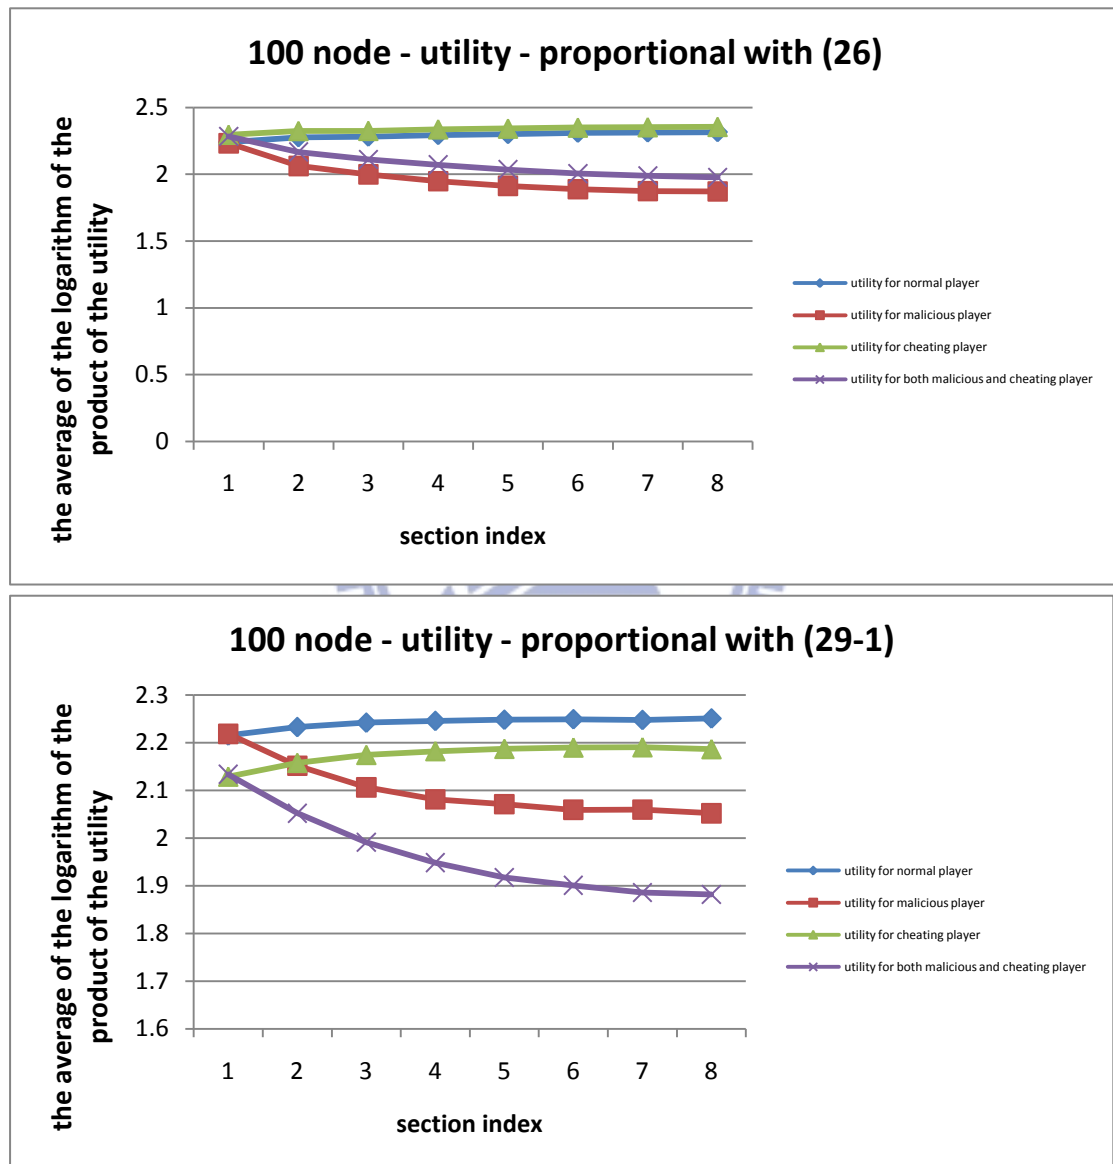 100 node - utility - proportional with (26)
the average of the logarithm of the
product of the utility
2.5
2
1.5
1
0.5
0
1 2 3 4 5 6 7 8
section index
utility for normal player
utility for malicious player
utility for cheating player
utility for both malicious and cheating player
100 node - utility - proportional with (29-1)
the average of the logarithm of the
product of the utility
2.3
2.2
2.1
2
1.9
1.8
1.7
1.6
1 2 3 4 5 6 7 8
section index
utility for normal player
utility for malicious player
utility for cheating player
utility for both malicious and cheating player